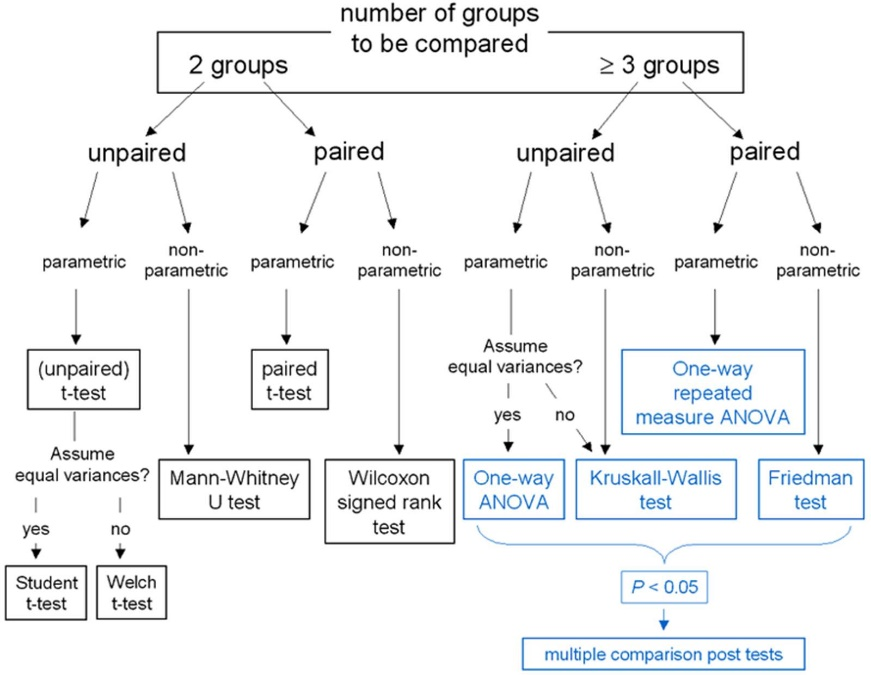 number of groups
to be compared
2 groups
≥ 3 groups
unpaired
paired
unpaired
paired
parametric
non-
parametric
parametric
non-
parametric
parametric
non-
parametric
parametric
non-
parametric
(unpaired)
t-test
paired
t-test
Assume
equal variances?
yes
no
One-way
repeated
measure ANOVA
Assume
equal variances?
yes
no
Mann-Whitney
U test
Wilcoxon
signed rank
test
One-way
ANOVA
Kruskall-Wallis
test
Friedman
test
Student
t-test
Welch
t-test
P < 0.05
multiple comparison post tests